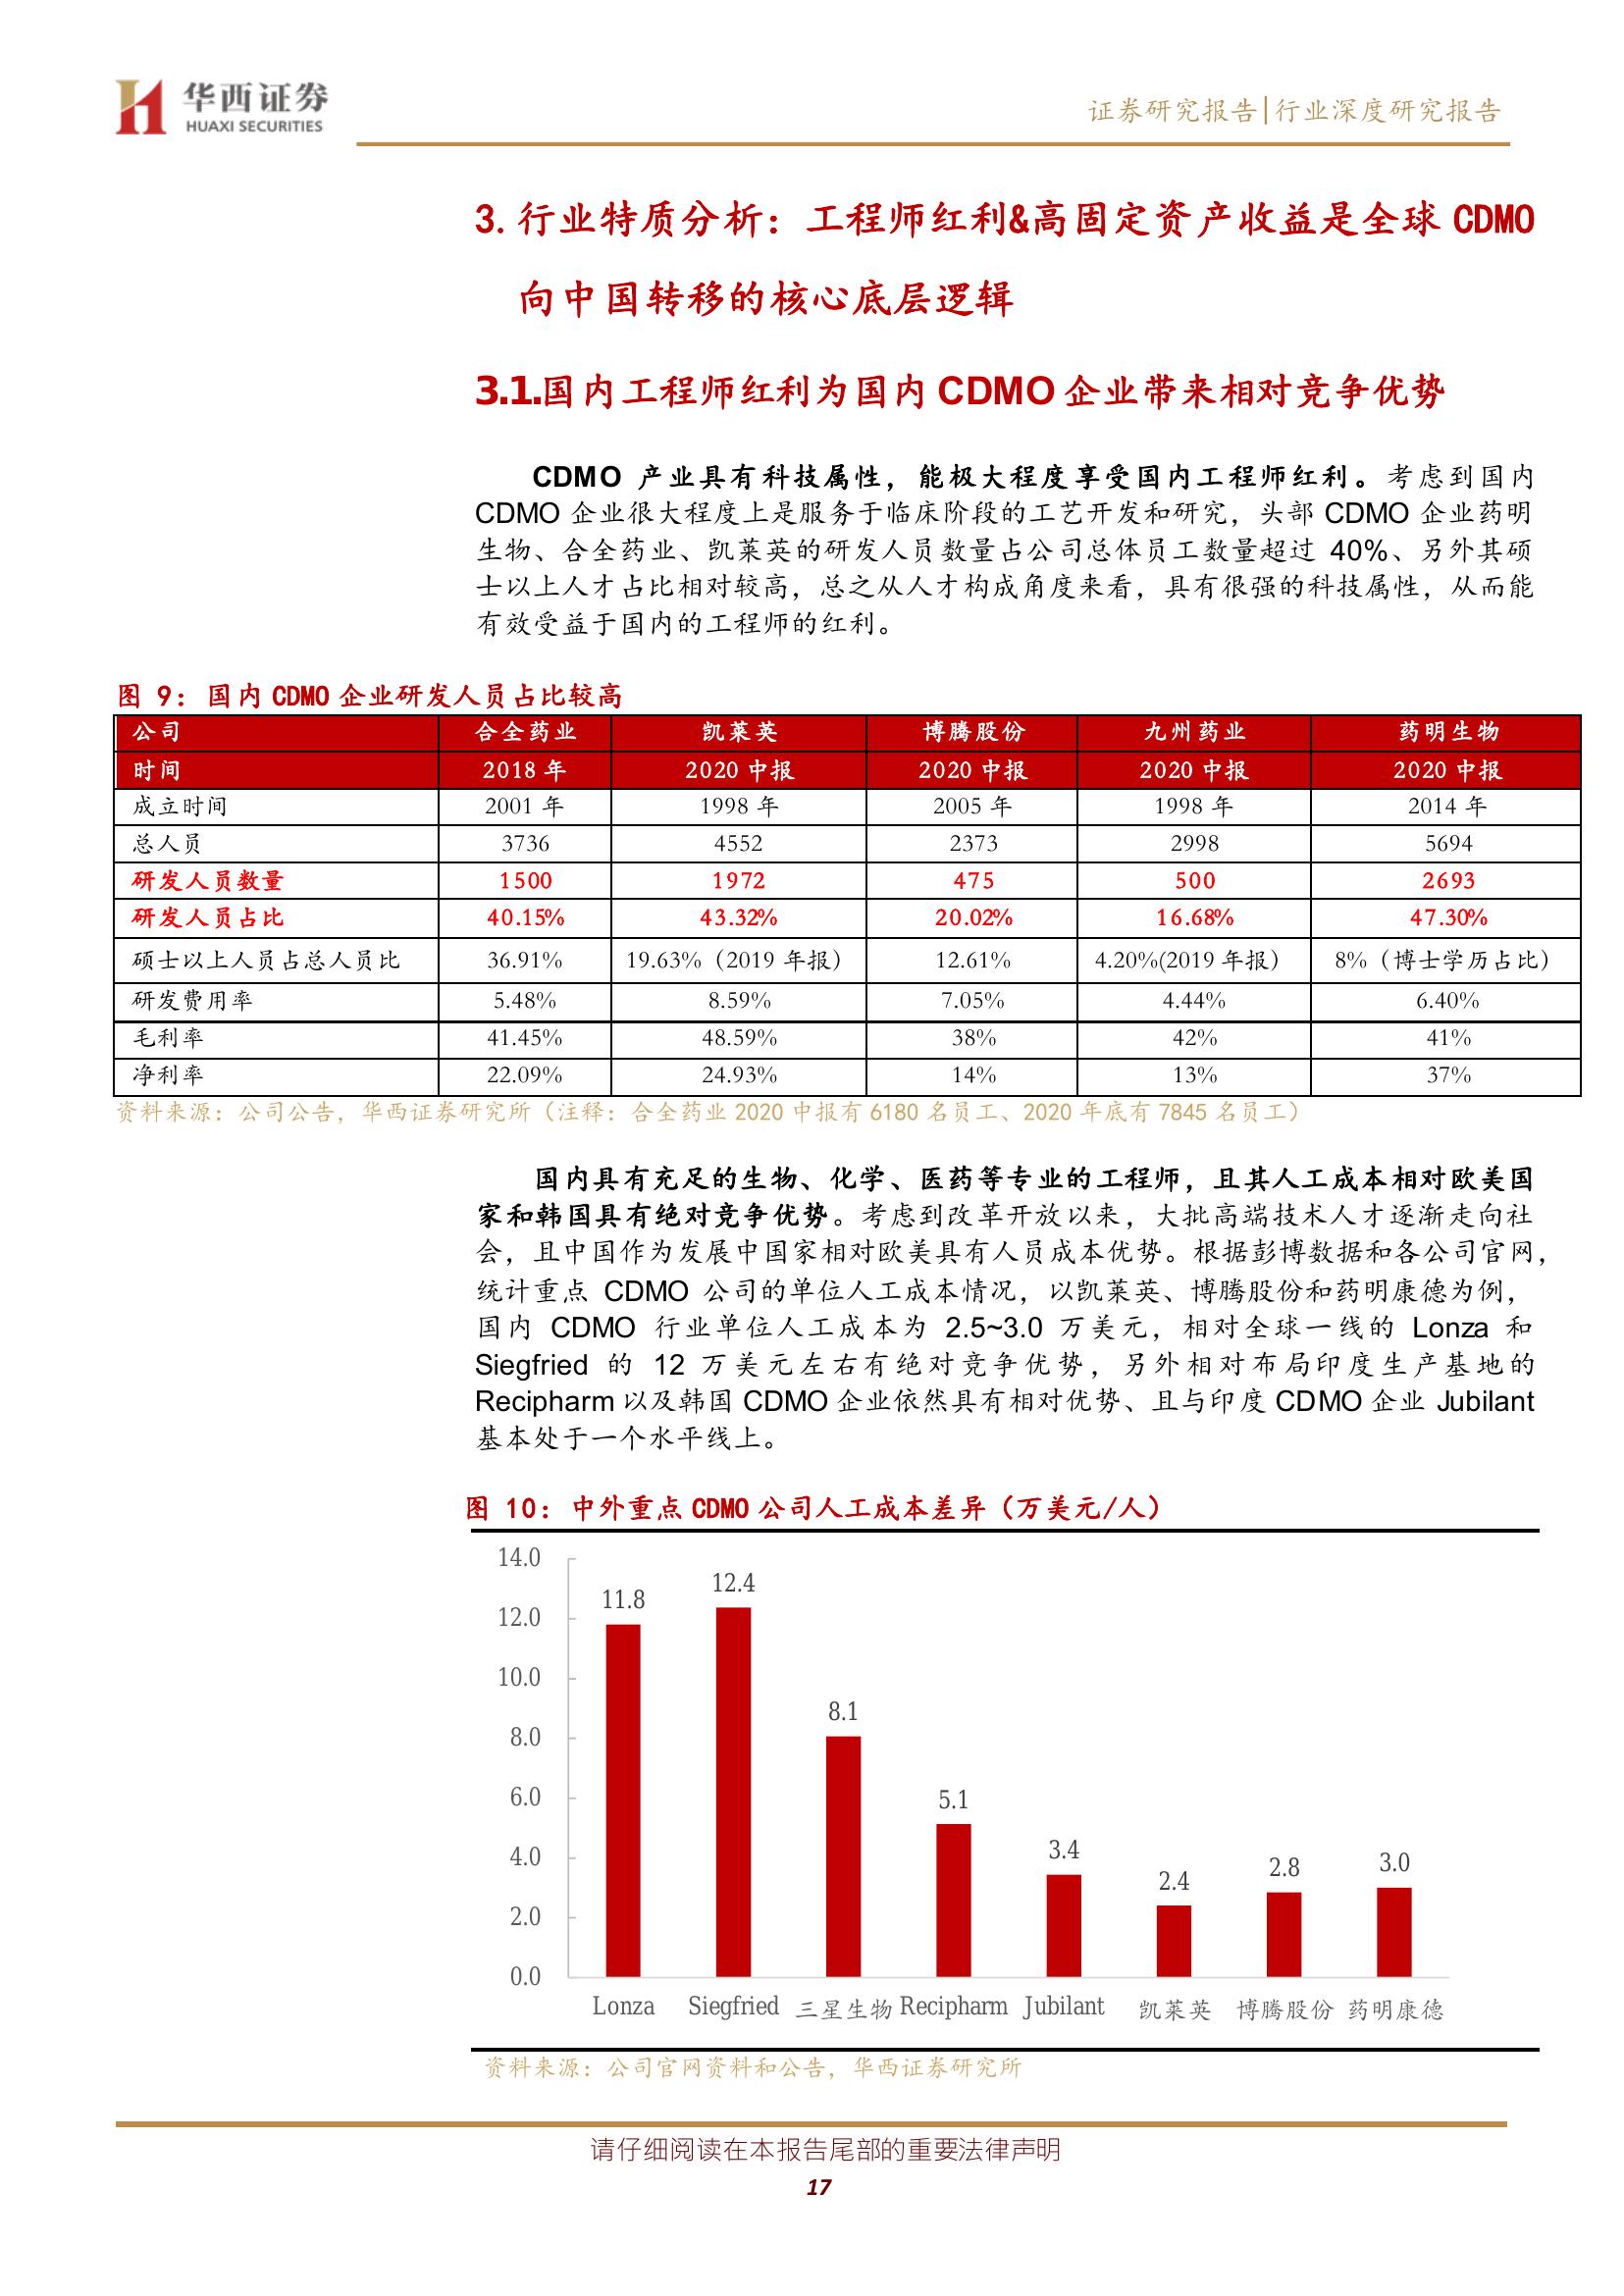 华西证券
HUAXI SECURITIES
证券研究报告|行业深度研究报告
3. 行业特质分析：工程师红利&高固定资产收益是全球 CDMO
向中国转移的核心底层逻辑
3.1.国内工程师红利为国内 CDMO 企业带来相对竞争优势
CDMO 产业具有科技属性，能极大程度享受国内工程师红利。考虑到国内
CDMO 企业很大程度上是服务于临床阶段的工艺开发和研究，头部 CDMO 企业药明
生物、合全药业、凯莱英的研发人员数量占公司总体员工数量超过 40%、另外其硕
士以上人才占比相对较高，总之从人才构成角度来看，具有很强的科技属性，从而能
有效受益于国内的工程师的红利。
图 9：国内 CDMO 企业研发人员占比较高
公司 合全药业 凯莱英 博腾股份 九州药业 药明生物
时间 2018 年 2020 中报 2020 中报 2020 中报 2020 中报
成立时间 2001 年 1998 年 2005 年 1998 年 2014 年
总人员 3736 4552 2373 2998 5694
研发人员数量 1500 1972 475 500 2693
研发人员占比 40.15% 43.32% 20.02% 16.68% 47.30%
硕士以上人员占总人员比 36.91% 19.63%（2019 年报） 12.61% 4.20%(2019 年报） 8%（博士学历占比）
研发费用率 5.48% 8.59% 7.05% 4.44% 6.40%
毛利率 41.45% 48.59% 38% 42% 41%
净利率 22.09% 24.93% 14% 13% 37%
资料来源：公司公告，华西证券研究所（注释：合全药业 2020 中报有 6180 名员工、2020 年底有 7845 名员工）
国内具有充足的生物、化学、医药等专业的工程师，且其人工成本相对欧美国
家和韩国具有绝对竞争优势。考虑到改革开放以来，大批高端技术人才逐渐走向社
会，且中国作为发展中国家相对欧美具有人员成本优势。根据彭博数据和各公司官网，
统计重点 CDMO 公司的单位人工成本情况，以凯莱英、博腾股份和药明康德为例，
国内 CDMO 行业单位人工成本为 2.5~3.0 万美元，相对全球一线的 Lonza 和
Siegfried 的 12 万美元左右有绝对竞争优势，另外相对布局印度生产基地的
Recipharm 以及韩国 CDMO 企业依然具有相对优势、且与印度 CDMO 企业 Jubilant
基本处于一个水平线上。
图 10：中外重点 CDMO 公司人工成本差异（万美元/人）
14.0
12.0
10.0
8.0
6.0
4.0
2.0
0.0
11.8 12.4 8.1 5.1 3.4 2.4 2.8 3.0
Lonza Siegfried 三星生物 Recipharm Jubilant 凯莱英 博腾股份 药明康德
资料来源：公司官网资料和公告，华西证券研究所
请仔细阅读在本报告尾部的重要法律声明
17